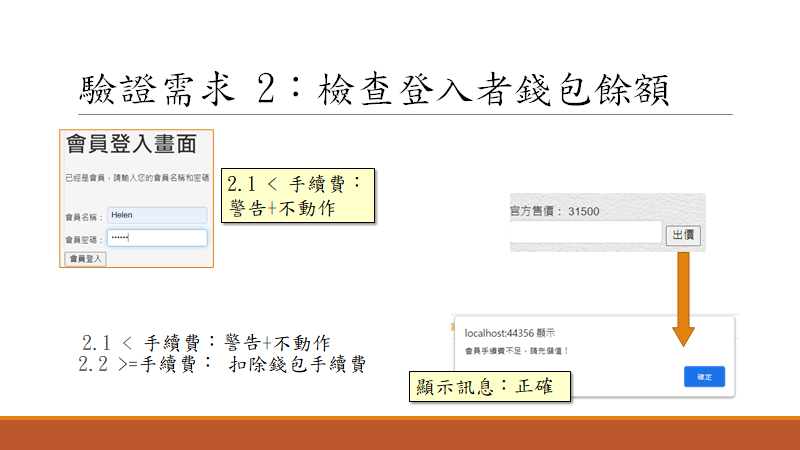 驗證需求 2：檢查登入者錢包餘額
會員登入畫面
已經是會員，請輸入您的會員名稱和密碼
會員名稱： Helen
會員密碼： ••••••
會員登入
2.1 < 手續費：
警告+不動作
官方售價： 31500
出價
localhost:44356 顯示
會員手續費不足，請先儲值！
確定
顯示訊息：正確
2.1 < 手續費：警告+不動作
2.2 >=手續費： 扣除錢包手續費